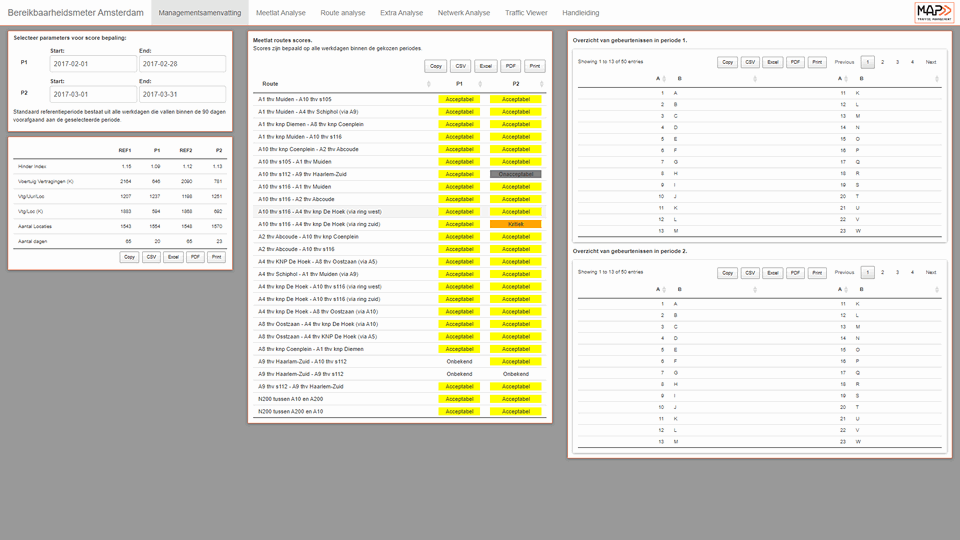 Bereikbaarheidsmeter Amsterdam Managementsamenvatting Meetlat Analyse Route analyse Extra Analyse Netwerk Analyse Traffic Viewer Handleiding
MAP
TRAFFIC MANAGEMENT
Selecteer parameters voor score bepaling:
Start: End:
P1 2017-02-01 2017-02-28
Start: End:
P2 2017-03-01 2017-03-31
Standaard referentieperiode bestaat uit alle werkdagen die vallen binnen de 90 dagen
voorafgaand aan de geselecteerde periode.
REF1 P1 REF2 P2
Hinder Index 1.15 1.09 1.12 1.13
Voertuig Vertragingen (K) 2164 646 2090 781
Vtg/Uur/Loc 1207 1237 1198 1251
Vtg/Loc (K) 1883 594 1868 692
Aantal Locaties 1543 1554 1548 1570
Aantal dagen 65 20 65 23
Copy CSV Excel PDF Print
Meetlat routes scores.
Scores zijn bepaald op alle werkdagen binnen de gekozen periodes.
Copy CSV Excel PDF Print
Route P1 P2
A1 thv Muiden - A10 thv s105 Acceptabel Acceptabel
A1 thv Muiden - A4 thv Schiphol (via A9) Acceptabel Acceptabel
A1 thv knp Diemen - A8 thv knp Coenplein Acceptabel Acceptabel
A1 thv knp Muiden - A10 thv s116 Acceptabel Acceptabel
A10 thv knp Coenplein - A2 thv Abcoude Acceptabel Acceptabel
A10 thv s105 - A1 thv Muiden Acceptabel Acceptabel
A10 thv s112 - A9 thv Haarlem-Zuid Acceptabel Onacceptabel
A10 thv s116 - A1 thv Muiden Acceptabel Acceptabel
A10 thv s116 - A2 thv Abcoude Acceptabel Acceptabel
A10 thv s116 - A4 thv knp De Hoek (via ring west) Acceptabel Acceptabel
A10 thv s116 - A4 thv knp De Hoek (via ring zuid) Acceptabel Kritiek
A2 thv Abcoude - A10 thv knp Coenplein Acceptabel Acceptabel
A2 thv Abcoude - A10 thv s116 Acceptabel Acceptabel
A4 thv KNP De Hoek - A8 thv Oostzaan (via A5) Acceptabel Acceptabel
A4 thv Schiphol - A1 thv Muiden (via A9) Acceptabel Acceptabel
A4 thv knp De Hoek - A10 thv s116 (via ring west) Acceptabel Acceptabel
A4 thv knp De Hoek - A10 thv s116 (via ring zuid) Acceptabel Acceptabel
A4 thv knp De Hoek - A8 thv Oostzaan (via A10) Acceptabel Acceptabel
A8 thv Oostzaan - A4 thv knp De Hoek (via A10) Acceptabel Acceptabel
A8 thv Oostzaan - A4 thv KNP De Hoek (via A5) Acceptabel Acceptabel
A8 thv knp Coenplein - A1 thv knp Diemen Acceptabel Acceptabel
A9 thv Haarlem-Zuid - A10 thv s112 Onbekend Acceptabel
A9 thv Haarlem-Zuid - A9 thv s112 Onbekend Onbekend
A9 thv s112 - A9 thv Haarlem-Zuid Acceptabel Acceptabel
N200 tussen A10 en A200 Acceptabel Acceptabel
N200 tussen A200 en A10 Acceptabel Acceptabel
Overzicht van gebeurtenissen in periode 1.
Showing 1 to 13 of 50 entries Copy CSV Excel PDF Print Previous 1 2 3 4 Next
A B A B
1 A 11 K
2 B 12 L
3 C 13 M
4 D 14 N
5 E 15 O
6 F 16 P
7 G 17 Q
8 H 18 R
9 I 19 S
10 J 20 T
11 K 21 U
12 L 22 V
13 M 23 W
Overzicht van gebeurtenissen in periode 2.
Showing 1 to 13 of 50 entries Copy CSV Excel PDF Print Previous 1 2 3 4 Next
A B A B
1 A 11 K
2 B 12 L
3 C 13 M
4 D 14 N
5 E 15 O
6 F 16 P
7 G 17 Q
8 H 18 R
9 I 19 S
10 J 20 T
11 K 21 U
12 L 22 V
13 M 23 W